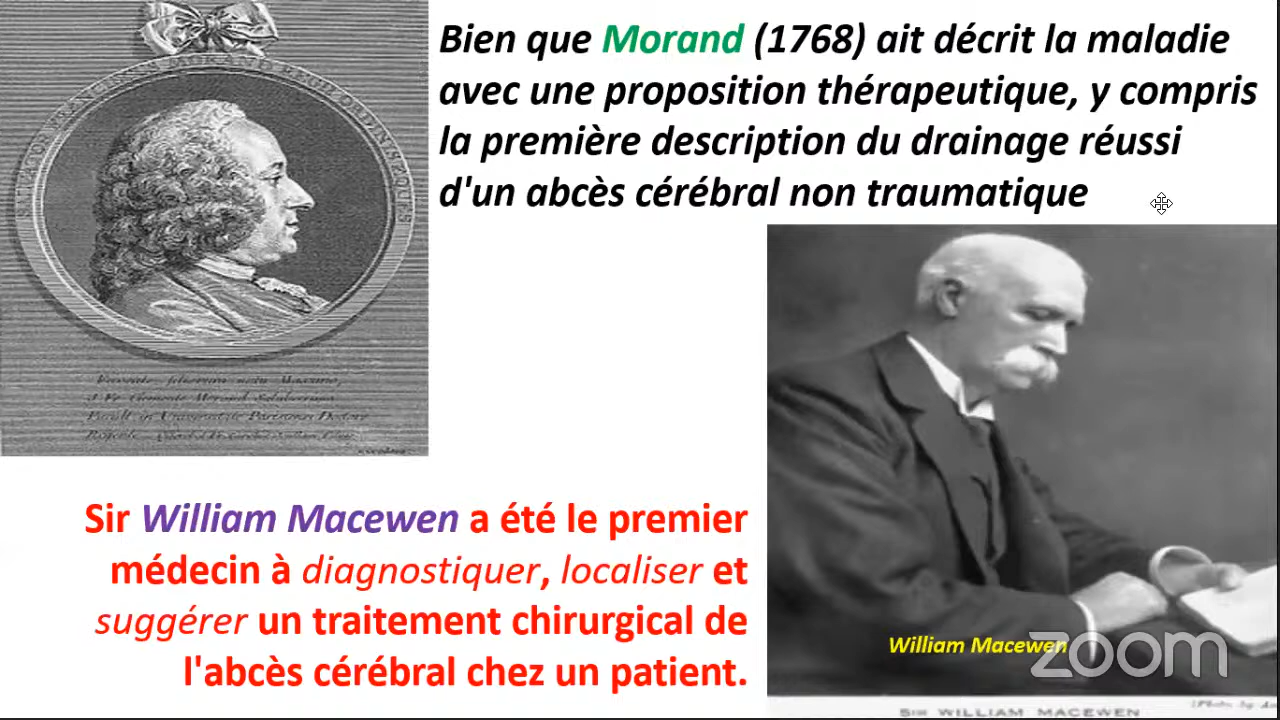 Bien que Morand (1768) ait décrit la maladie
avec une proposition thérapeutique, y compris
la première description du drainage réussi
d'un abcès cérébral non traumatique
Sir William Macewen a été le premier
médecin à diagnostiquer, localiser et
suggérer un traitement chirurgical de
l'abcès cérébral chez un patient.
William Macewen
zoom
SIR WILLIAM MACEWEN